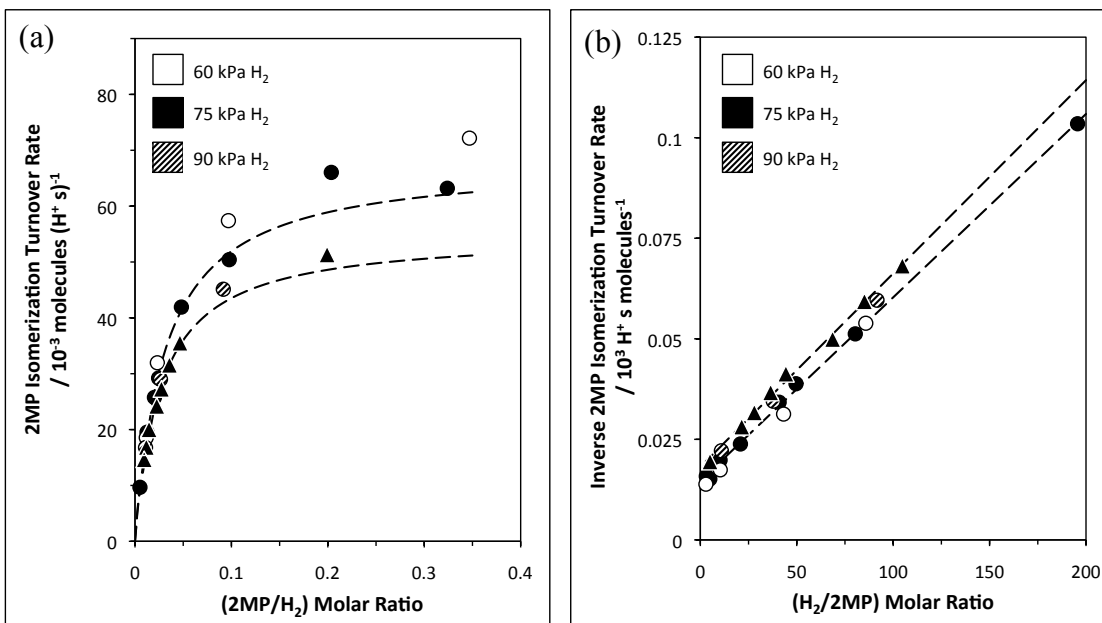 (a)
80
60
40
20
0
0
0.1
0.2
0.3
0.4
60 kPa H₂
75 kPa H₂
90 kPa H₂
2MP Isomerization Turnover Rate
/ 10⁻³ molecules (H⁺ s)⁻¹
(2MP/H₂) Molar Ratio
(b)
0.125
0.1
0.075
0.05
0.025
0
0
50
100
150
200
60 kPa H₂
75 kPa H₂
90 kPa H₂
Inverse 2MP Isomerization Turnover Rate
/ 10³ H⁺ s molecules⁻¹
(H₂/2MP) Molar Ratio